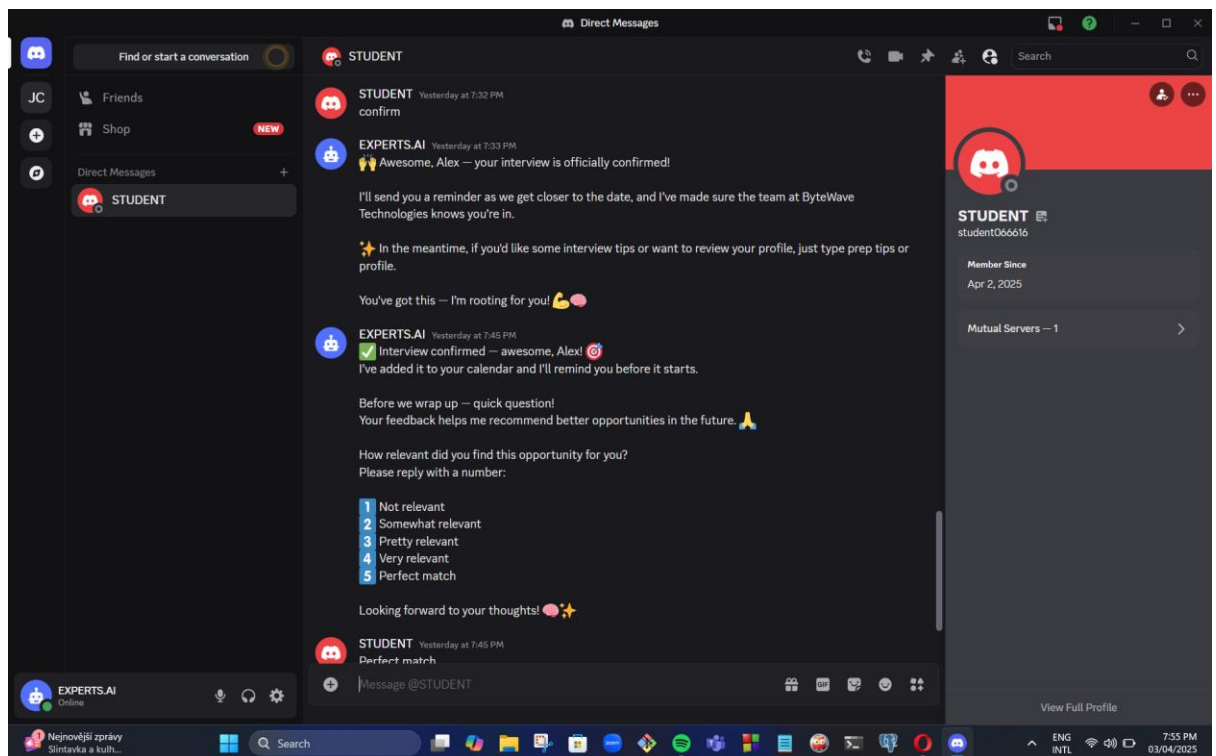 Direct Messages
Find or start a conversation
STUDENT
Search
JC
Friends
Shop
NEW
Direct Messages
STUDENT
STUDENT Yesterday at 7:32 PM
confirm
EXPERTS.AI Yesterday at 7:33 PM
🙌 Awesome, Alex — your interview is officially confirmed!
I'll send you a reminder as we get closer to the date, and I've made sure the team at ByteWave
Technologies knows you're in.
✨ In the meantime, if you'd like some interview tips or want to review your profile, just type prep tips or
profile.
You've got this — I'm rooting for you! 💪🧠
EXPERTS.AI Yesterday at 7:45 PM
✅ Interview confirmed — awesome, Alex! 🎯
I've added it to your calendar and I'll remind you before it starts.
Before we wrap up — quick question!
Your feedback helps me recommend better opportunities in the future. 🙏
How relevant did you find this opportunity for you?
Please reply with a number:
1 Not relevant
2 Somewhat relevant
3 Pretty relevant
4 Very relevant
5 Perfect match
Looking forward to your thoughts! 🧠✨
STUDENT Yesterday at 7:45 PM
Perfect match
Message @STUDENT
GIF
STUDENT
student066616
Member Since
Apr 2, 2025
Mutual Servers — 1
View Full Profile
EXPERTS.AI
Online
1
Nejnovější zprávy
Slintavka a kulh...
Search
zoom
ENG
INTL
7:55 PM
03/04/2025